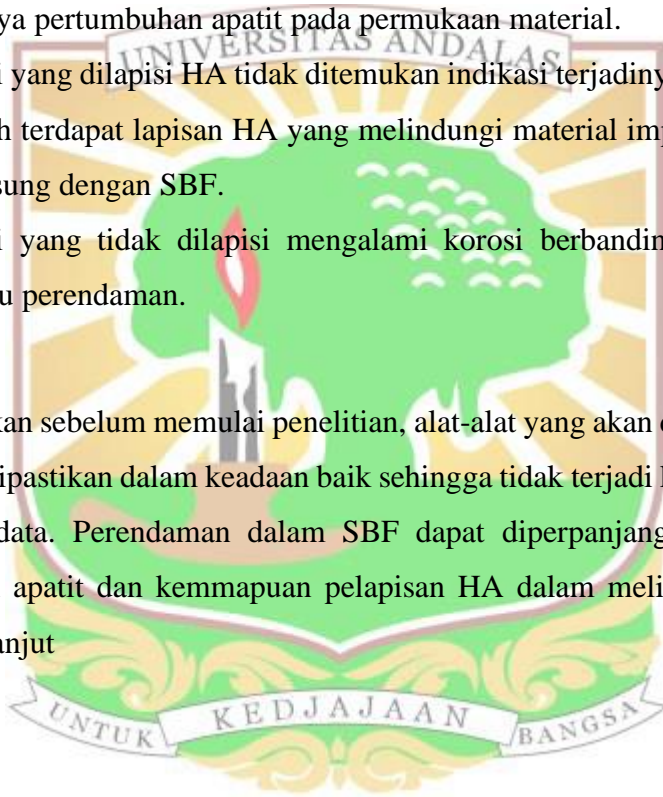 ya pertumbuhan apatit pada permukaan material.
UNIVERSITAS ANDALAS
i yang dilapisi HA tidak ditemukan indikasi terjadiny
h terdapat lapisan HA yang melindungi material imp
sung dengan SBF.
i yang tidak dilapisi mengalami korosi berbandin
u perendaman.
kan sebelum memulai penelitian, alat-alat yang akan
ipastikan dalam keadaan baik sehingga tidak terjadi
data. Perendaman dalam SBF dapat diperpanjang
apatit dan kemmapuan pelapisan HA dalam meli
anjut
UNTUK KEDJAJAAN BANGSA